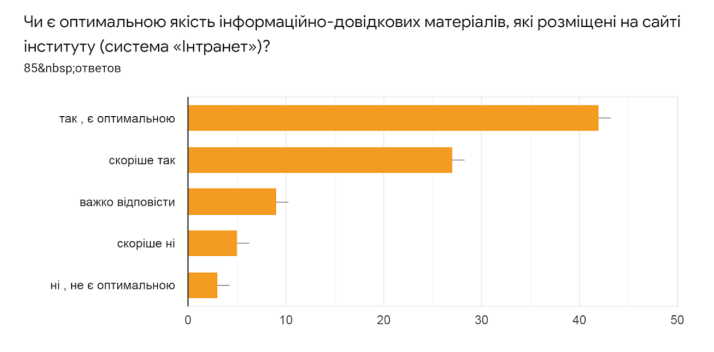 Чи є оптимальною якість інформаційно-довідкових матеріалів, які розміщені на сайті
інституту (система «Інтранет»)?
85&nbsp;ответов
так , є оптимальною
скоріше так
важко відповісти
скоріше ні
ні , не є оптимальною
0 10 20 30 40 50